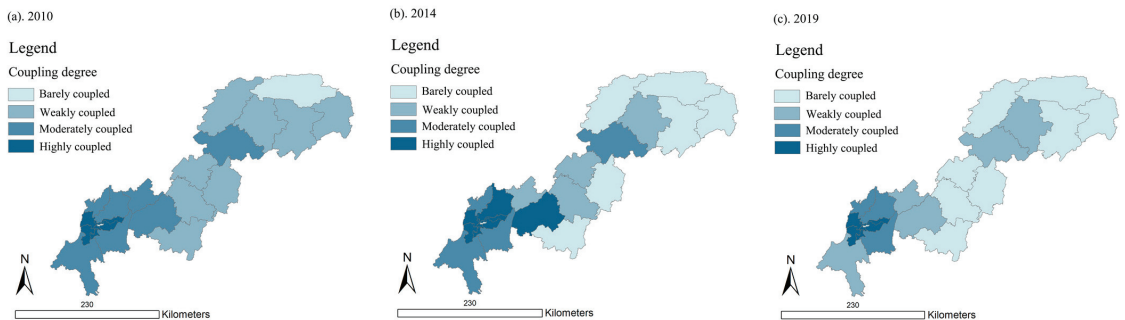 (a). 2010
Legend
Coupling degree
Barely coupled
Weakly coupled
Moderately coupled
Highly coupled
N
230
Kilometers
(b). 2014
Legend
Coupling degree
Barely coupled
Weakly coupled
Moderately coupled
Highly coupled
N
230
Kilometers
(c). 2019
Legend
Coupling degree
Barely coupled
Weakly coupled
Moderately coupled
Highly coupled
N
230
Kilometers